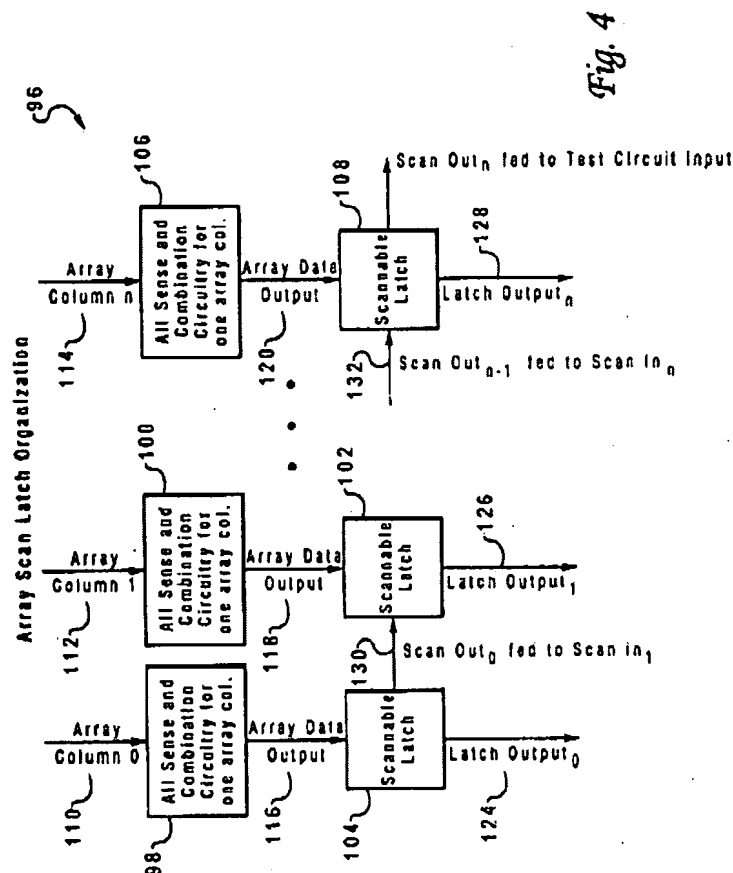 Array Scan Latch Organization
96
110
Array
Column 0
112
Array
Column 1
114
Array
Column n
98
All Sense and
Combination
Circuitry for
one array col.
100
All Sense and
Combination
Circuitry for
one array col.
106
All Sense and
Combination
Circuitry for
one array col.
116
Array Data
Output
118
Array Data
Output
120
Array Data
Output
104
Scannable
Latch
130
Scan Out0 fed to Scan in1
102
Scannable
Latch
132
Scan Outn-1 fed to Scan Inn
108
Scannable
Latch
Scan Outn fed to Test Circuit Input
124
Latch Output0
126
Latch Output1
128
Latch Outputn
Fig. 4